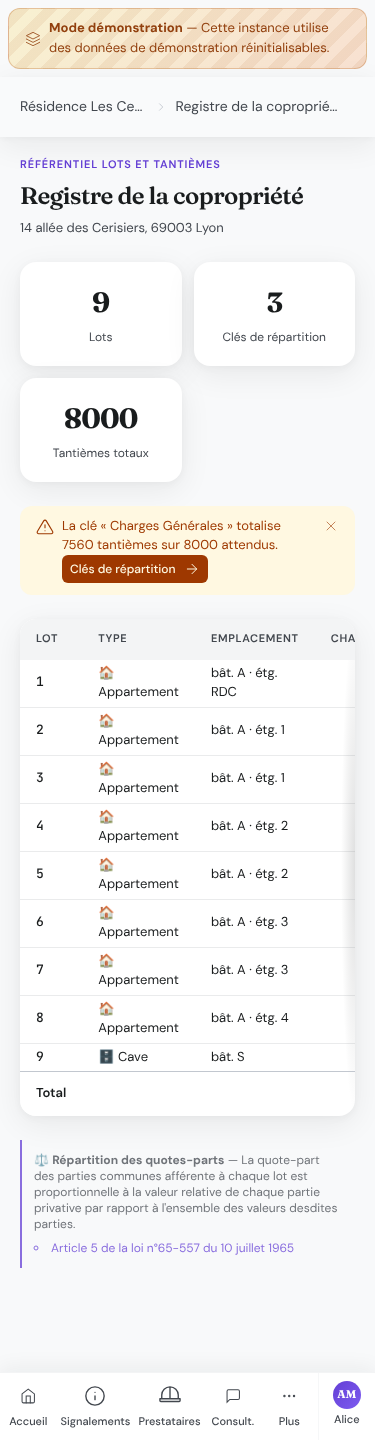 Mode démonstration — Cette instance utilise
des données de démonstration réinitialisables.
Résidence Les Ce… > Registre de la coproprié…
RÉFÉRENTIEL LOTS ET TANTIÈMES
Registre de la copropriété
14 allée des Cerisiers, 69003 Lyon
9
Lots
3
Clés de répartition
8000
Tantièmes totaux
La clé « Charges Générales » totalise
7560 tantièmes sur 8000 attendus.
Clés de répartition →
LOT TYPE EMPLACEMENT CHA
1 🏠 Appartement bât. A · étg. RDC
2 🏠 Appartement bât. A · étg. 1
3 🏠 Appartement bât. A · étg. 1
4 🏠 Appartement bât. A · étg. 2
5 🏠 Appartement bât. A · étg. 2
6 🏠 Appartement bât. A · étg. 3
7 🏠 Appartement bât. A · étg. 3
8 🏠 Appartement bât. A · étg. 4
9 🗄️ Cave bât. S
Total
⚖️ Répartition des quotes-parts — La quote-part
des parties communes afférente à chaque lot est
proportionnelle à la valeur relative de chaque partie
privative par rapport à l'ensemble des valeurs desdites
parties.
Article 5 de la loi n°65-557 du 10 juillet 1965
AM
Accueil Signalements Prestataires Consult. Plus Alice